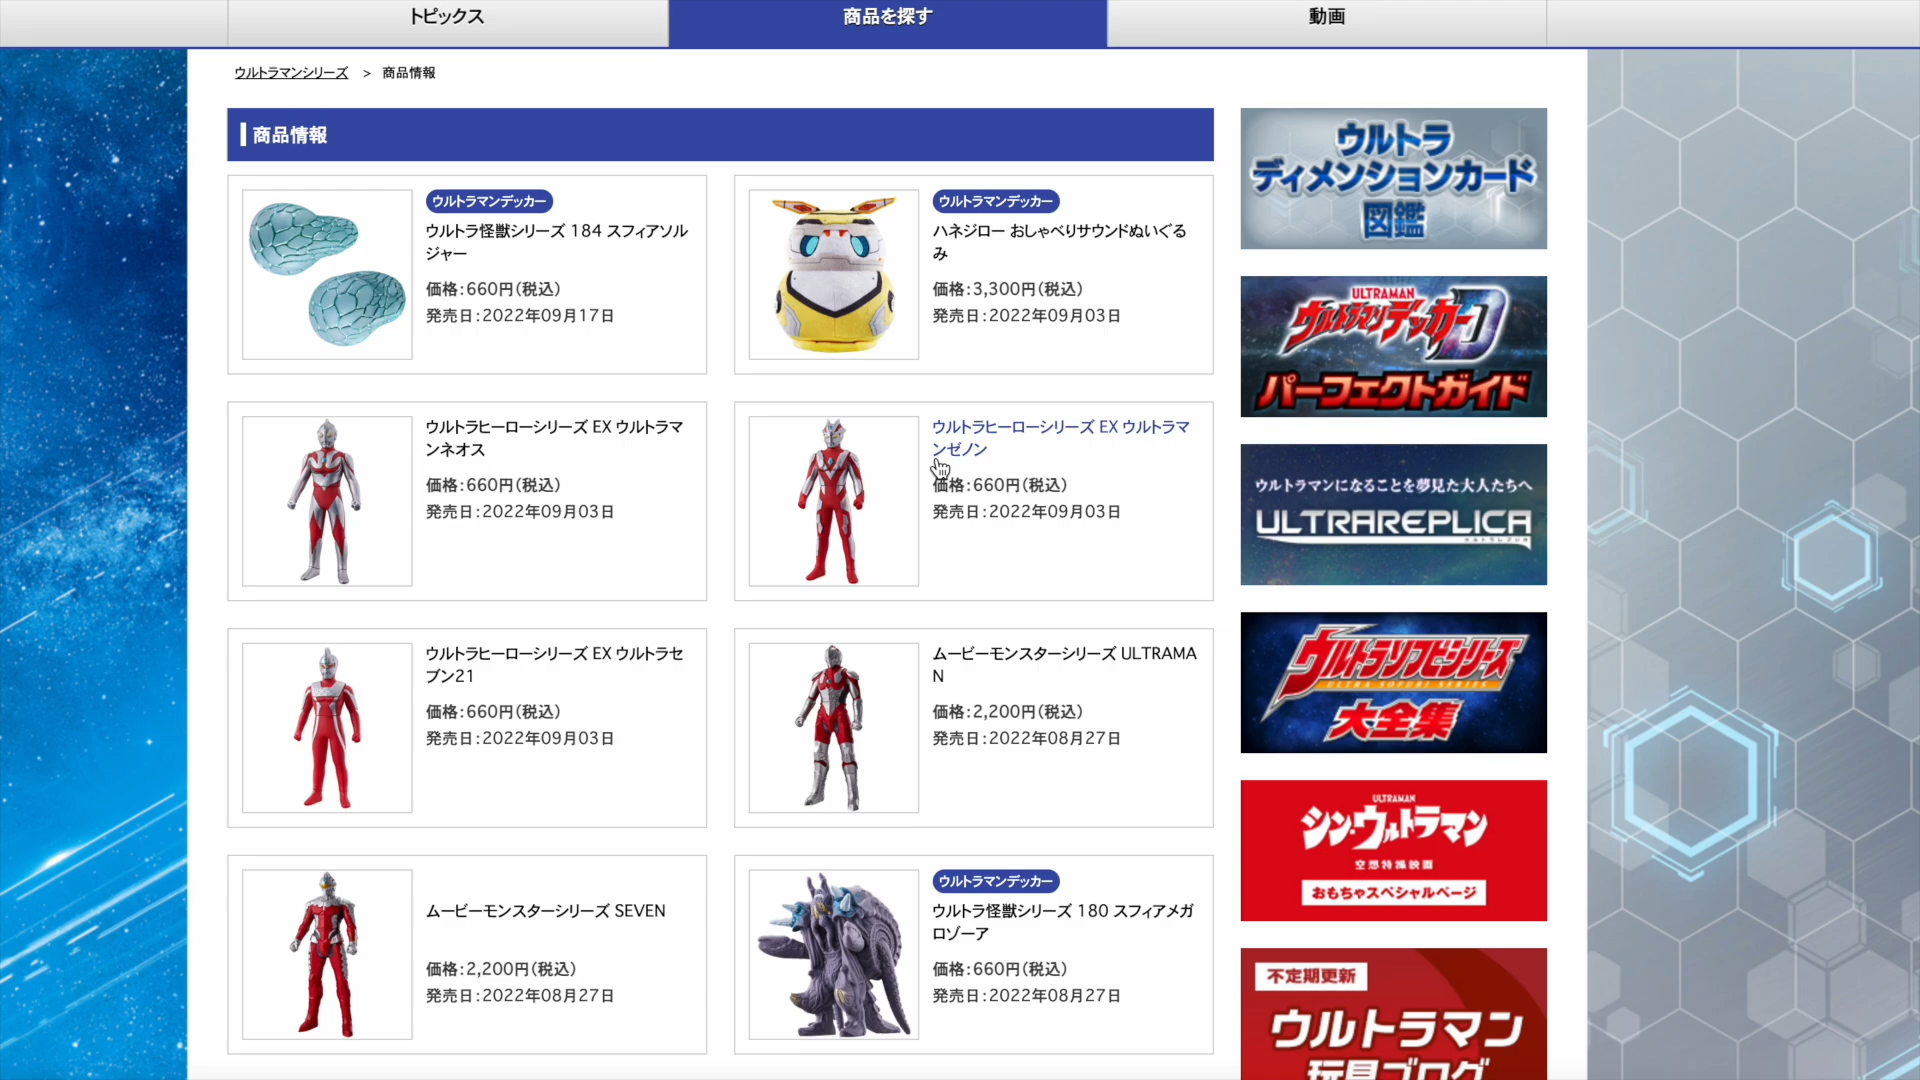 トピックス
商品を探す
動画
ウルトラマンシリーズ > 商品情報
商品情報
ウルトラマンデッカー
ウルトラ怪獣シリーズ 184 スフィアソル
ジャー
価格:660円(税込)
発売日:2022年09月17日
ウルトラマンデッカー
ハネジロー おしゃべりサウンドぬいぐる
み
価格:3,300円(税込)
発売日:2022年09月03日
ウルトラヒーローシリーズ EX ウルトラマ
ンネオス
価格:660円(税込)
発売日:2022年09月03日
ウルトラヒーローシリーズ EX ウルトラマ
ンゼノン
価格:660円(税込)
発売日:2022年09月03日
ウルトラヒーローシリーズ EX ウルトラセ
ブン21
価格:660円(税込)
発売日:2022年09月03日
ムービーモンスターシリーズ ULTRAMA
N
価格:2,200円(税込)
発売日:2022年08月27日
ムービーモンスターシリーズ SEVEN
価格:2,200円(税込)
発売日:2022年08月27日
ウルトラマンデッカー
ウルトラ怪獣シリーズ 180 スフィアメガ
ロゾーア
価格:660円(税込)
発売日:2022年08月27日
ウルトラ
ディメンションカード
図鑑
ULTRAMAN
ウルトラマンデッカー D
パーフェクトガイド
ウルトラマンになることを夢見た大人たちへ
ULTRAREPLICA
ウルトラレプリカ
ウルトラソフビシリーズ
ULTRA SOFUBI SERIES
大全集
ULTRAMAN
シン・ウルトラマン
空想特撮映画
おもちゃスペシャルページ
不定期更新
ウルトラマン
玩具ブログ